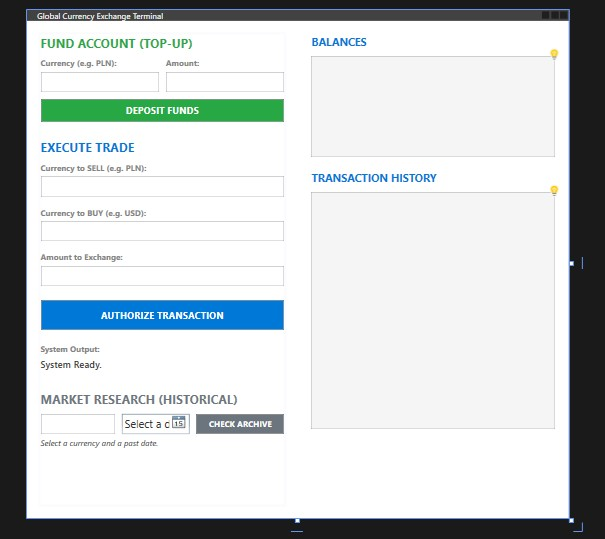 Global Currency Exchange Terminal
FUND ACCOUNT (TOP-UP)
Currency (e.g. PLN):
Amount:
DEPOSIT FUNDS
EXECUTE TRADE
Currency to SELL (e.g. PLN):
Currency to BUY (e.g. USD):
Amount to Exchange:
AUTHORIZE TRANSACTION
System Output:
System Ready.
MARKET RESEARCH (HISTORICAL)
Select a d
15
CHECK ARCHIVE
Select a currency and a past date.
BALANCES
TRANSACTION HISTORY